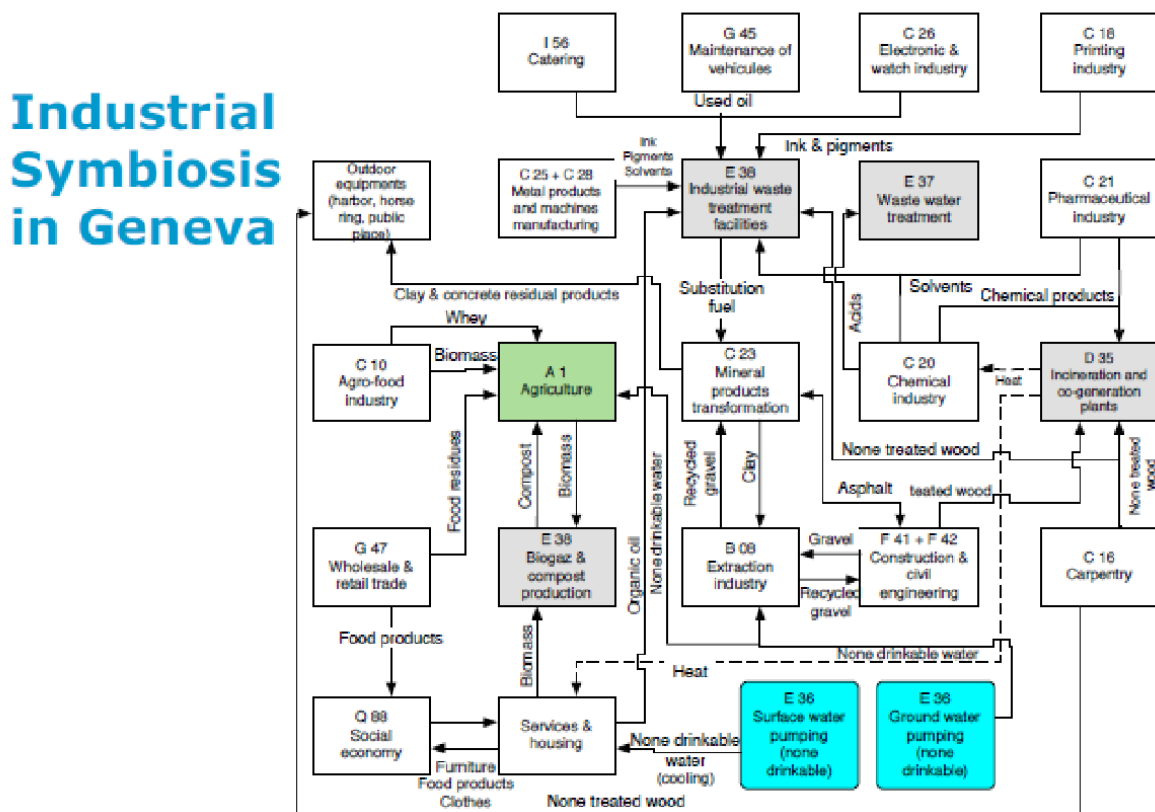 Industrial
Symbiosis
in Geneva
I 56
Catering
G 45
Maintenance of
vehicules
C 26
Electronic &
watch industry
C 18
Printing
industry
Used oil
Ink
Pigments
Solvents
Ink & pigments
Outdoor
equipments
(harbor, horse
ring, public
place)
C 25 + C 28
Metal products
and machines
manufacturing
E 38
Industrial waste
treatment
facilities
E 37
Waste water
treatment
C 21
Pharmaceutical
industry
Clay & concrete residual products
Substitution
fuel
Acids
Solvents
Chemical products
Whey
Biomass
C 10
Agro-food
industry
A 1
Agriculture
C 23
Mineral
products
transformation
C 20
Chemical
industry
Heat
D 35
Incineration and
co-generation
plants
Food residues
Compost
Biomass
None drinkable water
Recycled
gravel
Clay
None treated wood
None treated
wood
Asphalt
teated wood
G 47
Wholesale &
retail trade
E 38
Biogaz &
compost
production
Organic oil
B 08
Extraction
industry
Gravel
Recycled
gravel
F 41 + F 42
Construction &
civil
engineering
C 16
Carpentry
Food products
Biomass
None drinkable water
Heat
Q 88
Social
economy
Services &
housing
None drinkable
water
(cooling)
E 36
Surface water
pumping
(none
drinkable)
E 36
Ground water
pumping
(none
drinkable)
Furniture
Food products
Clothes
None treated wood